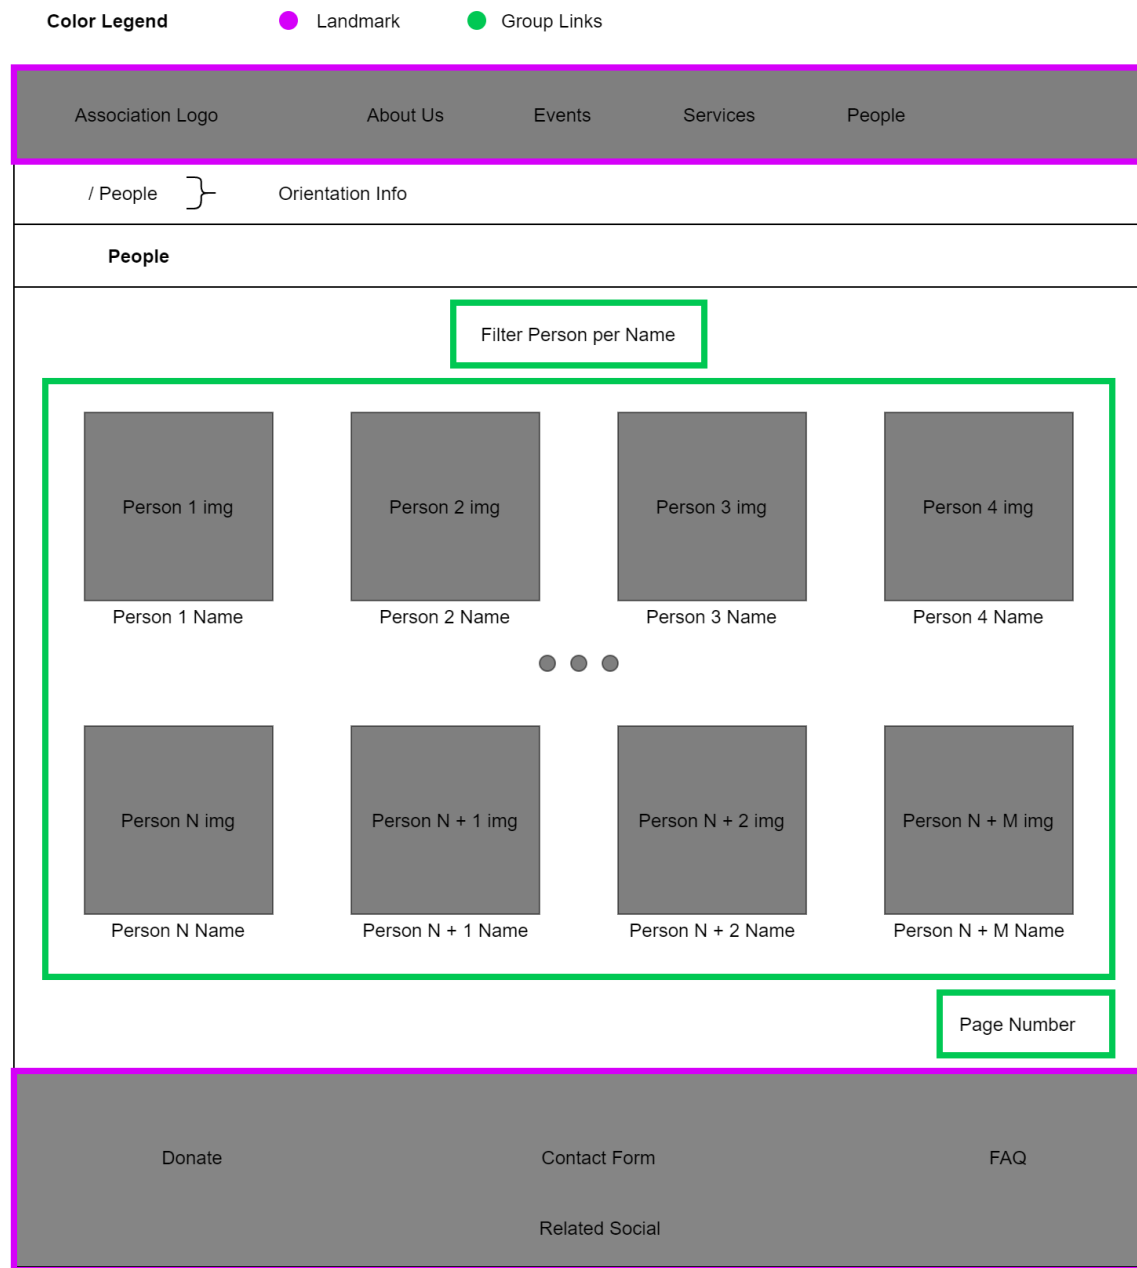 Color Legend Landmark Group Links
Association Logo About Us Events Services People
/ People Orientation Info
People
Filter Person per Name
Person 1 img Person 2 img Person 3 img Person 4 img
Person 1 Name Person 2 Name Person 3 Name Person 4 Name
Person N img Person N + 1 img Person N + 2 img Person N + M img
Person N Name Person N + 1 Name Person N + 2 Name Person N + M Name
Page Number
Donate Contact Form FAQ
Related Social